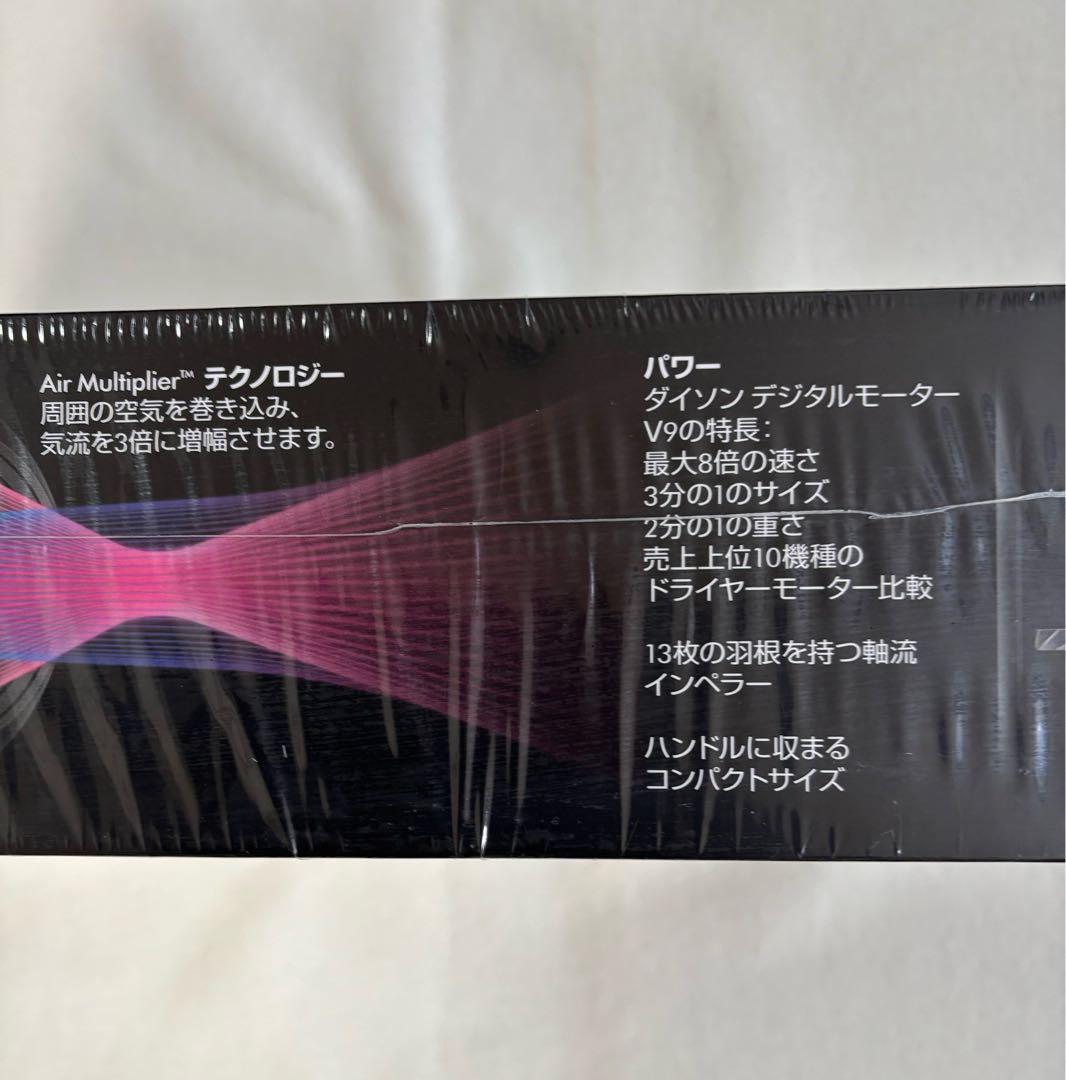 Air Multiplier™ テクノロジー
周囲の空気を巻き込み、
気流を3倍に増幅させます。
パワー
ダイソン デジタルモーター
V9の特長：
最大8倍の速さ
3分の1のサイズ
2分の1の重さ
売上上位10機種の
ドライヤーモーター比較
13枚の羽根を持つ軸流
インペラー
ハンドルに収まる
コンパクトサイズ